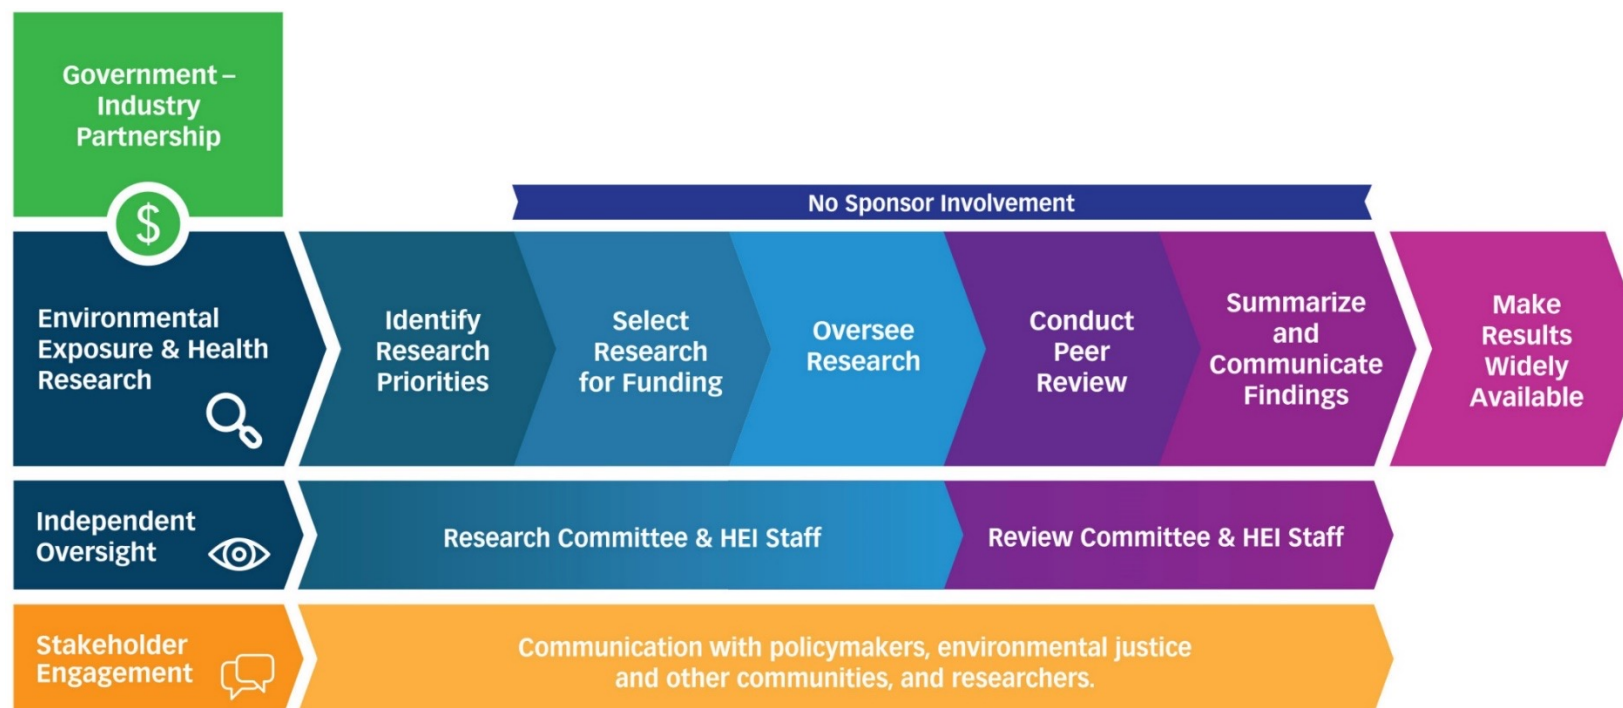 Government –
Industry
Partnership
$
No Sponsor Involvement
Environmental
Exposure & Health
Research
Identify
Research
Priorities
Select
Research
for Funding
Oversee
Research
Conduct
Peer
Review
Summarize
and
Communicate
Findings
Make
Results
Widely
Available
Independent
Oversight
Research Committee & HEI Staff
Review Committee & HEI Staff
Stakeholder
Engagement
Communication with policymakers, environmental justice
and other communities, and researchers.